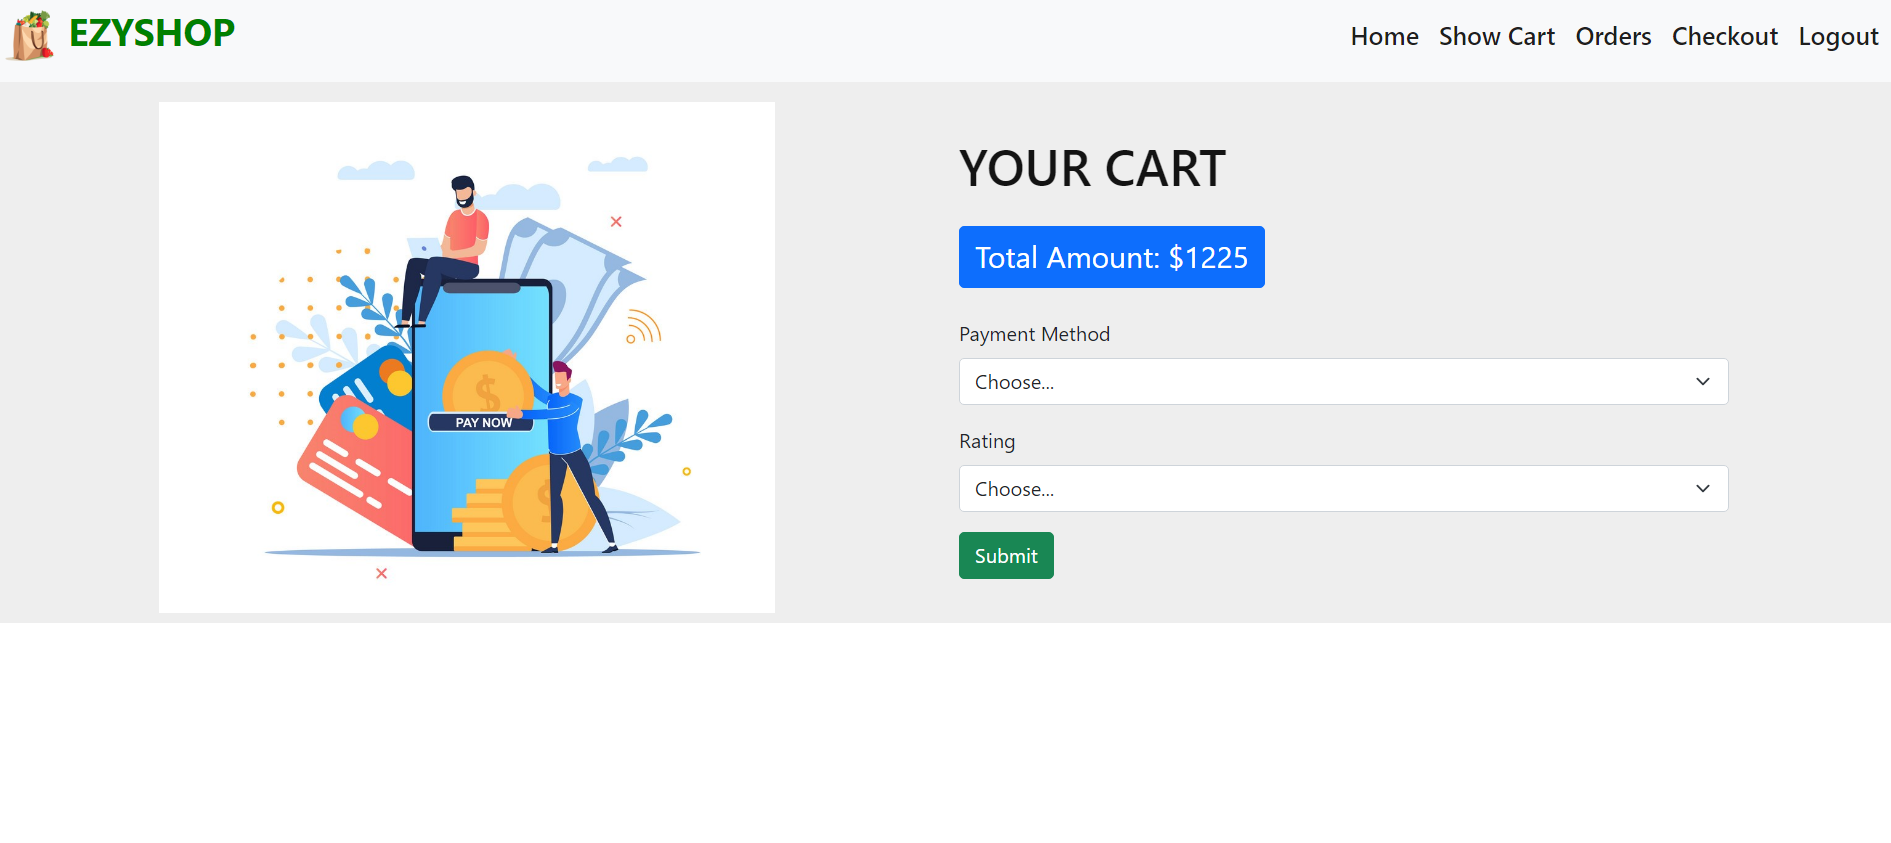 EZYSHOP
Home Show Cart Orders Checkout Logout
YOUR CART
Total Amount: $1225
Payment Method
Choose...
Rating
Choose...
Submit
$
PAY NOW
$